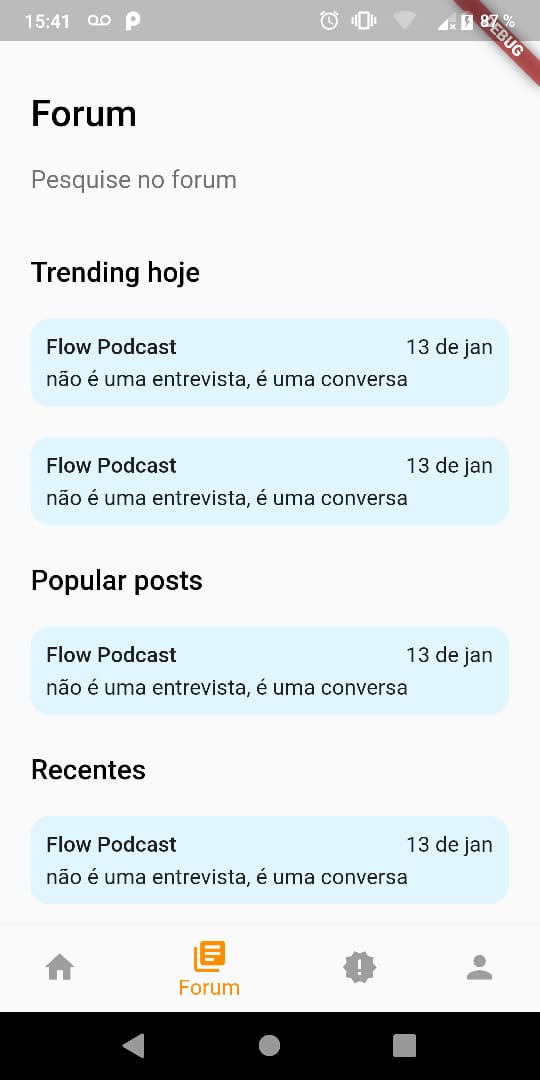 15:41
87 %
DEBUG
Forum
Pesquise no forum
Trending hoje
Flow Podcast 13 de jan
não é uma entrevista, é uma conversa
Flow Podcast 13 de jan
não é uma entrevista, é uma conversa
Popular posts
Flow Podcast 13 de jan
não é uma entrevista, é uma conversa
Recentes
Flow Podcast 13 de jan
não é uma entrevista, é uma conversa
Forum